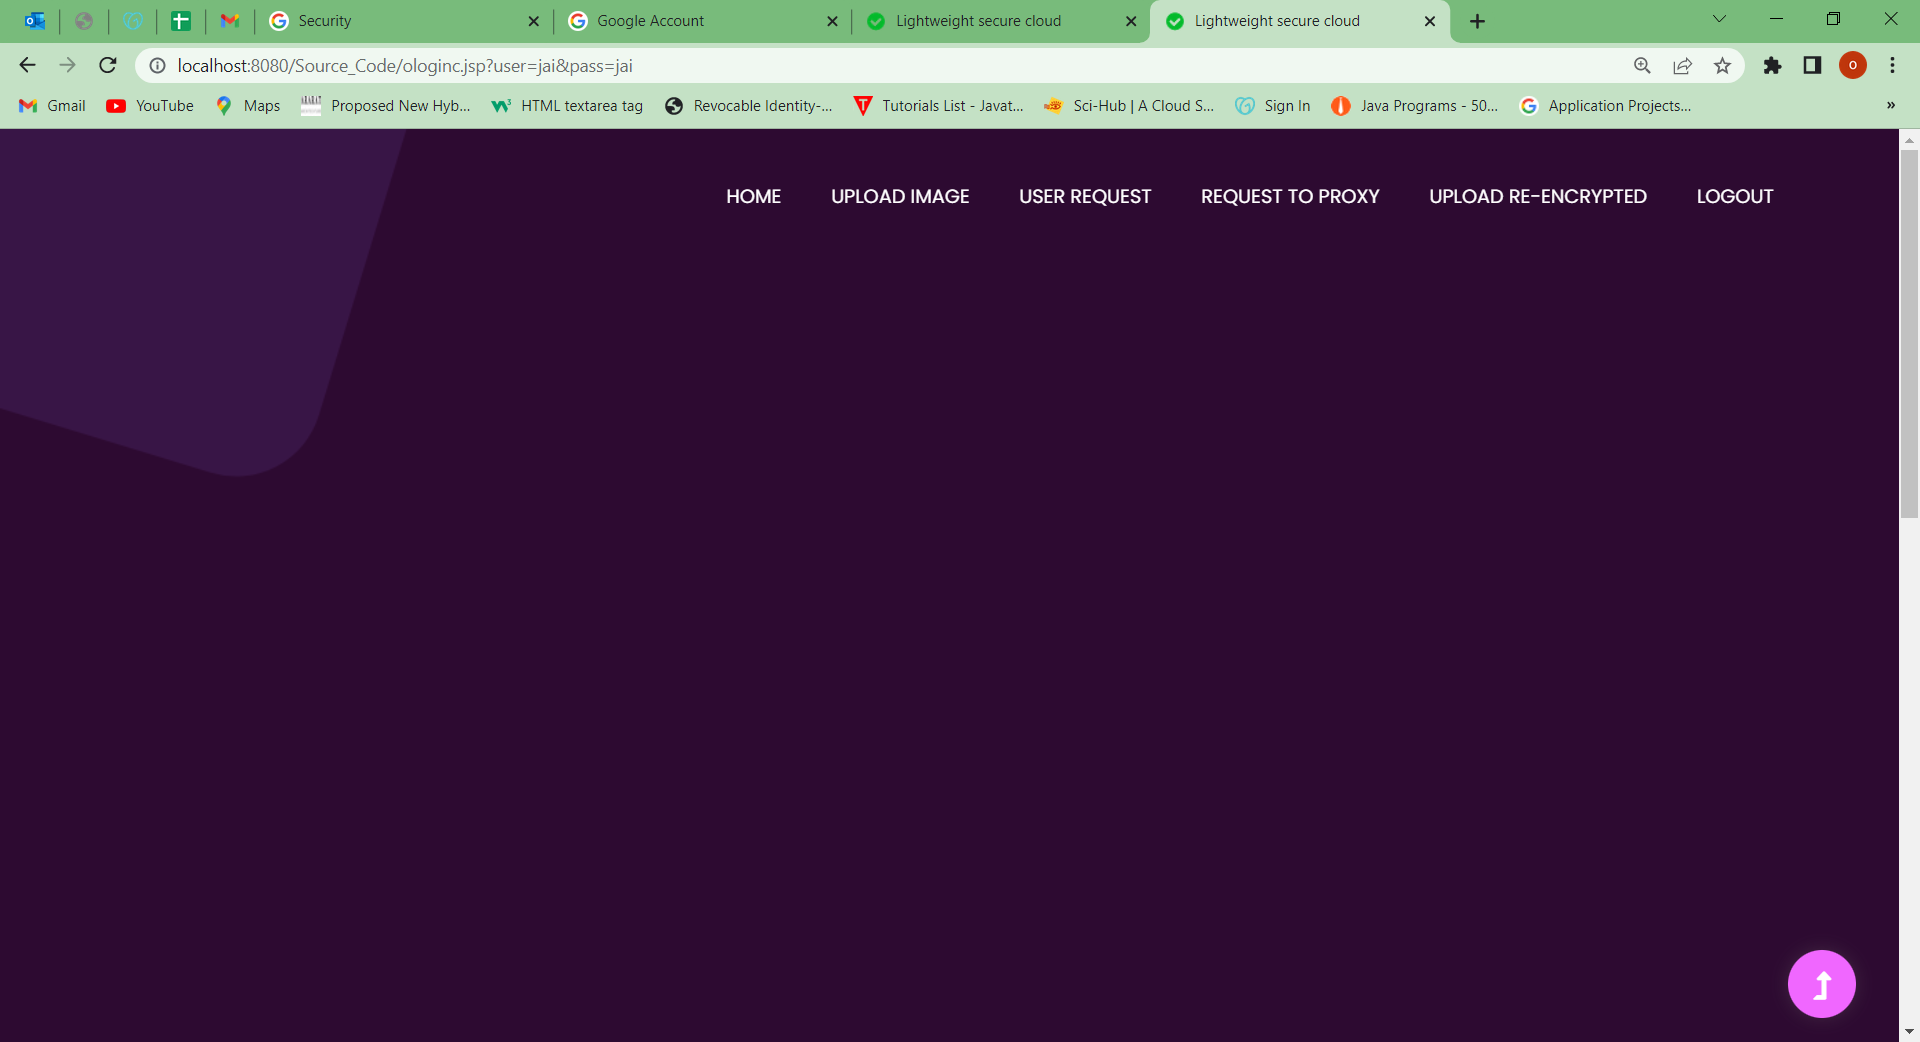 Security
Google Account
Lightweight secure cloud
Lightweight secure cloud
localhost:8080/Source_Code/ologinc.jsp?user=jai&pass=jai
o
Gmail
YouTube
Maps
Proposed New Hyb...
HTML textarea tag
Revocable Identity-...
Tutorials List - Javat...
Sci-Hub | A Cloud S...
Sign In
Java Programs - 50...
Application Projects...
»
HOME
UPLOAD IMAGE
USER REQUEST
REQUEST TO PROXY
UPLOAD RE-ENCRYPTED
LOGOUT